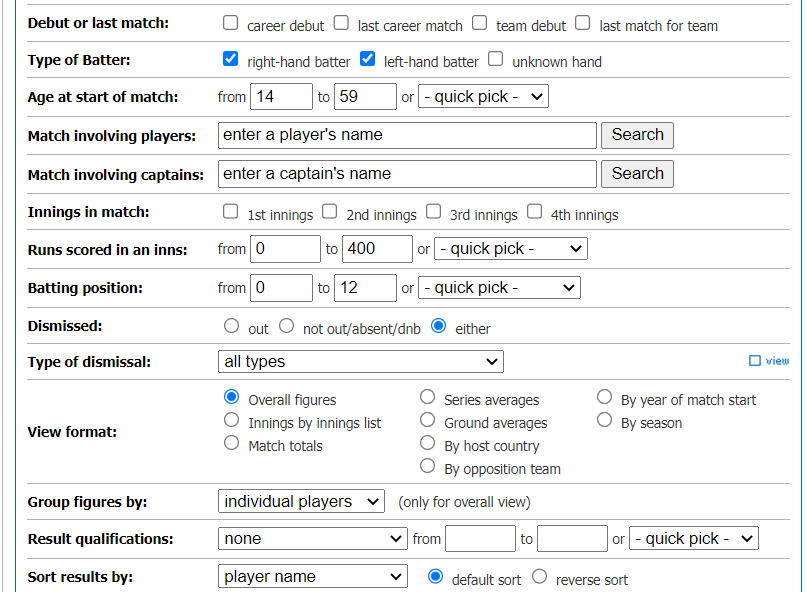 Debut or last match: career debut last career match team debut last match for team
Type of Batter: right-hand batter left-hand batter unknown hand
Age at start of match: from 14 to 59 or - quick pick -
Match involving players: enter a player's name Search
Match involving captains: enter a captain's name Search
Innings in match: 1st innings 2nd innings 3rd innings 4th innings
Runs scored in an inns: from 0 to 400 or - quick pick -
Batting position: from 0 to 12 or - quick pick -
Dismissed: out not out/absent/dnb either
Type of dismissal: all types view
View format:
Overall figures Series averages By year of match start
Innings by innings list Ground averages By season
Match totals By host country
By opposition team
Group figures by: individual players (only for overall view)
Result qualifications: none from to or - quick pick -
Sort results by: player name default sort reverse sort